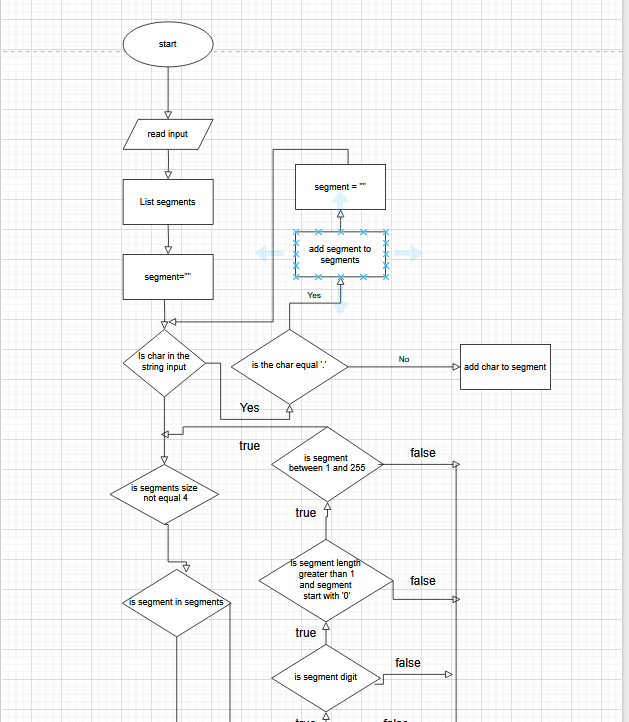 start
read input
List segments
segment = ""
add segment to
segments
segment=""
Yes
Is char in the
string input
is the char equal '.'
No
add char to segment
Yes
true
is segment
between 1 and 255
false
is segments size
not equal 4
true
is segment length
greater than 1
and segment
start with '0'
false
is segment in segments
true
is segment digit
false
true
false